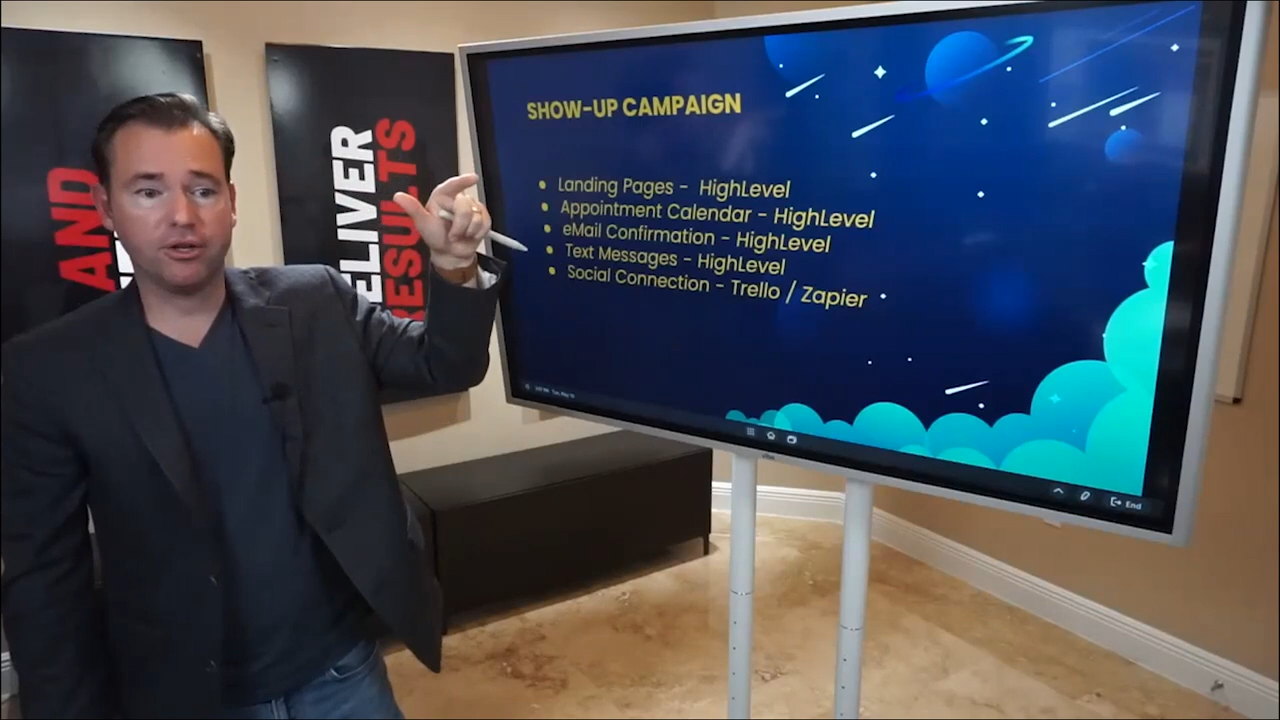 AND
DELIVER
RESULTS
SHOW-UP CAMPAIGN
• Landing Pages - HighLevel
• Appointment Calendar - HighLevel
• eMail Confirmation - HighLevel
• Text Messages - HighLevel
• Social Connection - Trello / Zapier
End